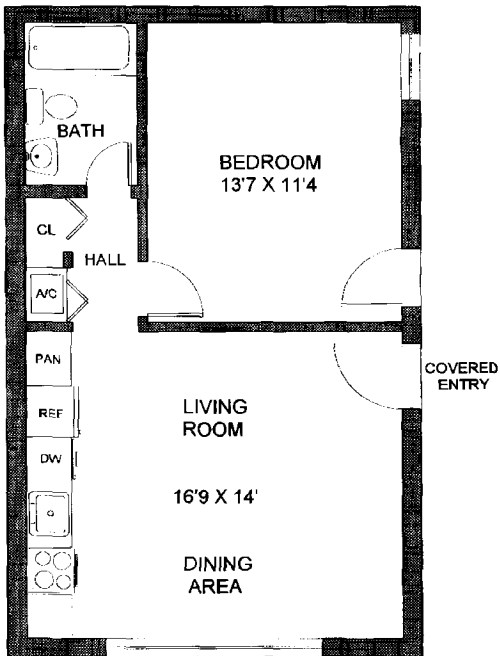 BATH
BEDROOM
13'7 X 11'4
CL
HALL
A/C
PAN
COVERED
ENTRY
REF
LIVING
ROOM
DW
16'9 X 14'
DINING
AREA